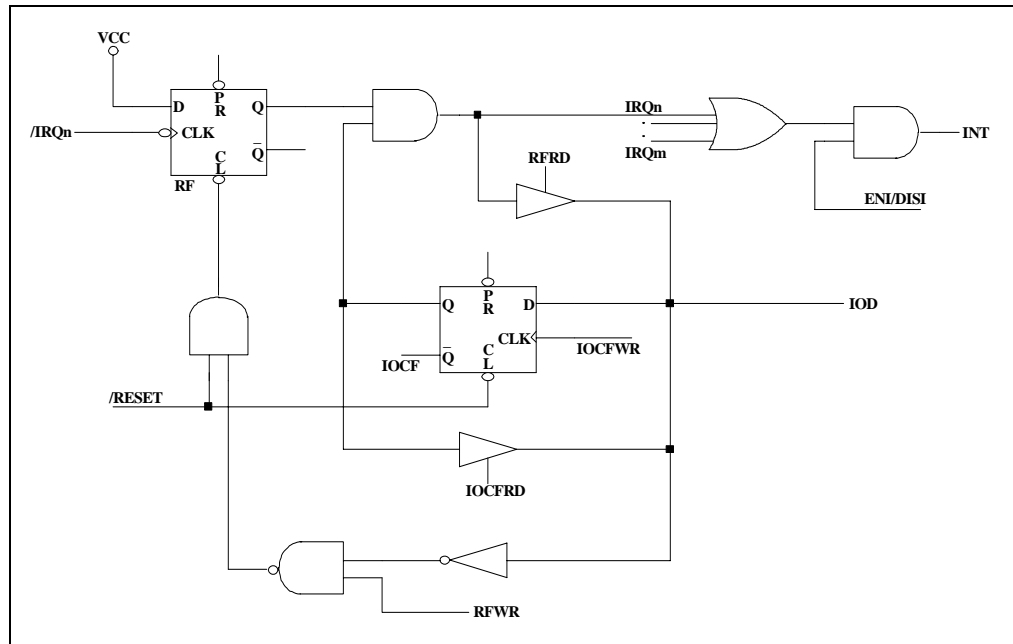 VCC
D
P
R
Q
/IRQn
CLK
C
L
Q
RF
IRQn
:
IRQm
INT
RFRD
ENI/DISI
Q
P
R
D
IOD
CLK
IOCFWR
IOCF
Q
C
L
/RESET
IOCFRD
RFWR